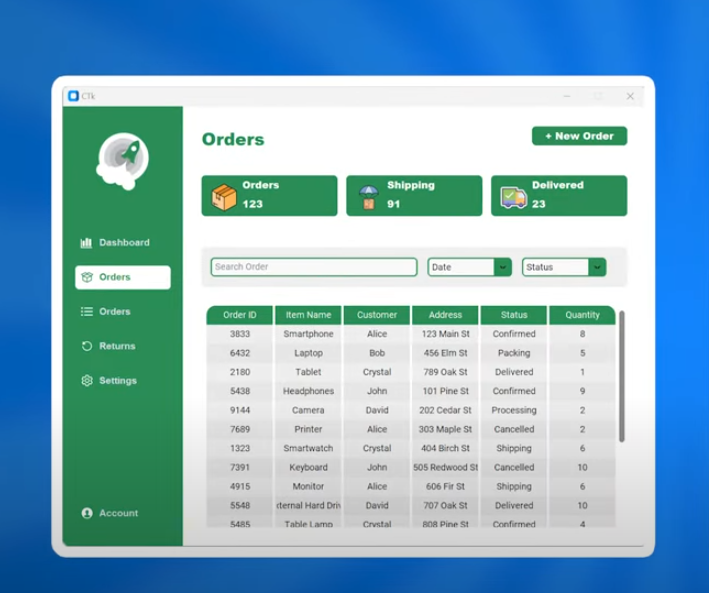 CTk
Orders
+ New Order
Orders
123
Shipping
91
Delivered
23
Dashboard
Orders
Orders
Returns
Settings
Account
Search Order
Date
Status
Order ID Item Name Customer Address Status Quantity
3833 Smartphone Alice 123 Main St Confirmed 8
6432 Laptop Bob 456 Elm St Packing 5
2180 Tablet Crystal 789 Oak St Delivered 1
5438 Headphones John 101 Pine St Confirmed 9
9144 Camera David 202 Cedar St Processing 2
7689 Printer Alice 303 Maple St Cancelled 2
1323 Smartwatch Crystal 404 Birch St Shipping 6
7391 Keyboard John 505 Redwood St Cancelled 10
4915 Monitor Alice 606 Fir St Shipping 6
5548 ternal Hard Driv David 707 Oak St Delivered 10
5485 Table Lamp Crystal 808 Pine St Confirmed 4